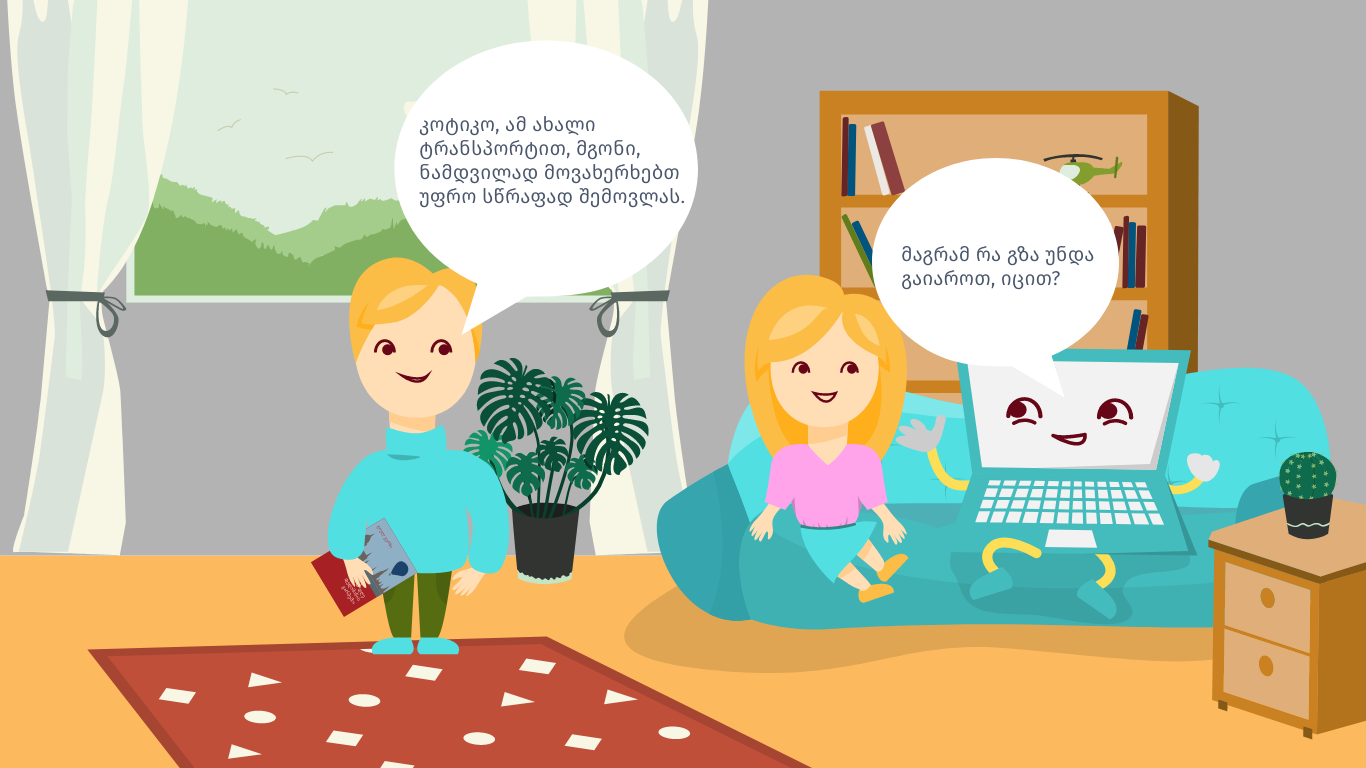 კოტიკო, ამ ახალი
ტრანსპორტით, მგონი,
ნამდვილად მოვახერხებთ
უფრო სწრაფად შემოვლას.
მაგრამ რა გზა უნდა
გაიაროთ, იცით?